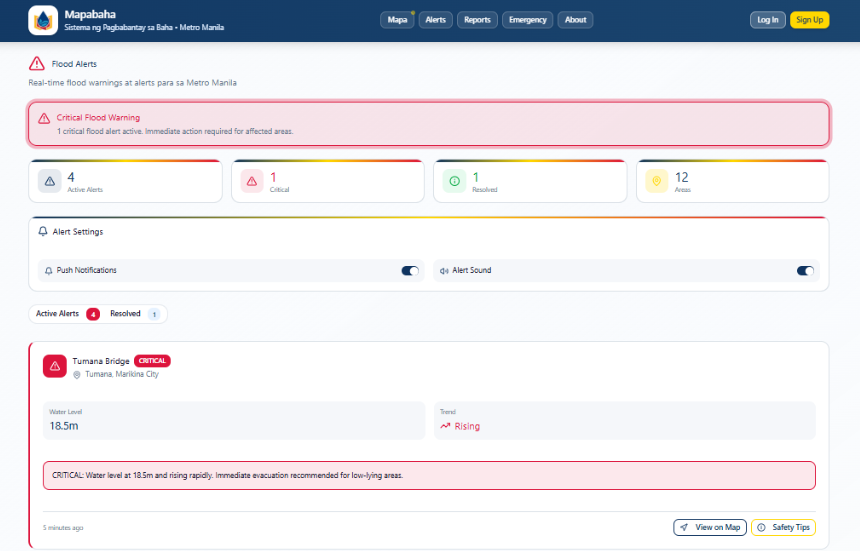 Mapabaha
Sistema ng Pagbabantay sa Baha • Metro Manila
Mapa Alerts Reports Emergency About
Log In Sign Up
Flood Alerts
Real-time flood warnings at alerts para sa Metro Manila
Critical Flood Warning
1 critical flood alert active. Immediate action required for affected areas.
4
Active Alerts
1
Critical
1
Resolved
12
Areas
Alert Settings
Push Notifications
Alert Sound
Active Alerts 4 Resolved 1
Tumana Bridge CRITICAL
Tumana, Marikina City
Water Level
18.5m
Trend
Rising
CRITICAL: Water level at 18.5m and rising rapidly. Immediate evacuation recommended for low-lying areas.
5 minutes ago
View on Map Safety Tips